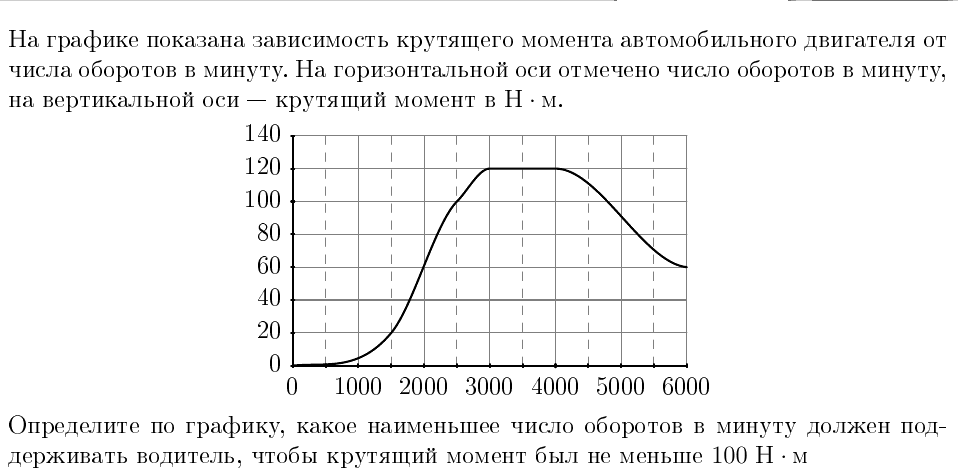 На графике показана зависимость крутящего момента автомобильного двигателя от
числа оборотов в минуту. На горизонтальной оси отмечено число оборотов в минуту,
на вертикальной оси — крутящий момент в Н · м.
140
120
100
80
60
40
20
0
0 1000 2000 3000 4000 5000 6000
Определите по графику, какое наименьшее число оборотов в минуту должен под-
держивать водитель, чтобы крутящий момент был не меньше 100 Н · м